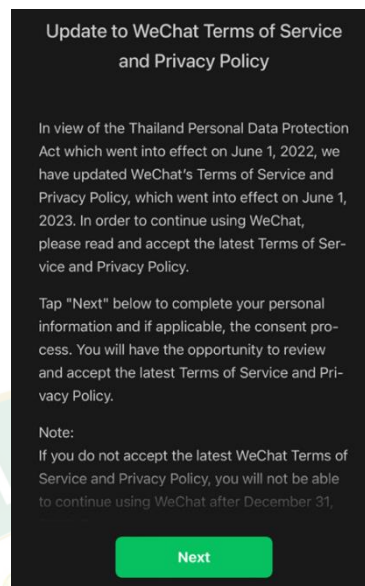 Update to WeChat Terms of Service
and Privacy Policy
In view of the Thailand Personal Data Protection
Act which went into effect on June 1, 2022, we
have updated WeChat's Terms of Service and
Privacy Policy, which went into effect on June 1,
2023. In order to continue using WeChat,
please read and accept the latest Terms of Ser-
vice and Privacy Policy.
Tap "Next" below to complete your personal
information and if applicable, the consent pro-
cess. You will have the opportunity to review
and accept the latest Terms of Service and Pri-
vacy Policy.
Note:
If you do not accept the latest WeChat Terms of
Service and Privacy Policy, you will not be able
to continue using WeChat after December 31,
Next